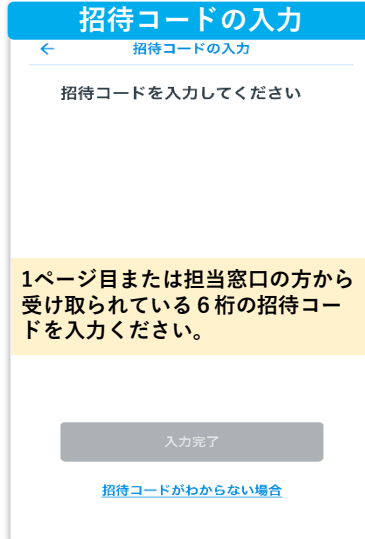 招待コードの入力
← 招待コードの入力
招待コードを入力してください
1ページ目または担当窓口の方から
受け取られている６桁の招待コー
ドを入力ください。
入力完了
招待コードがわからない場合